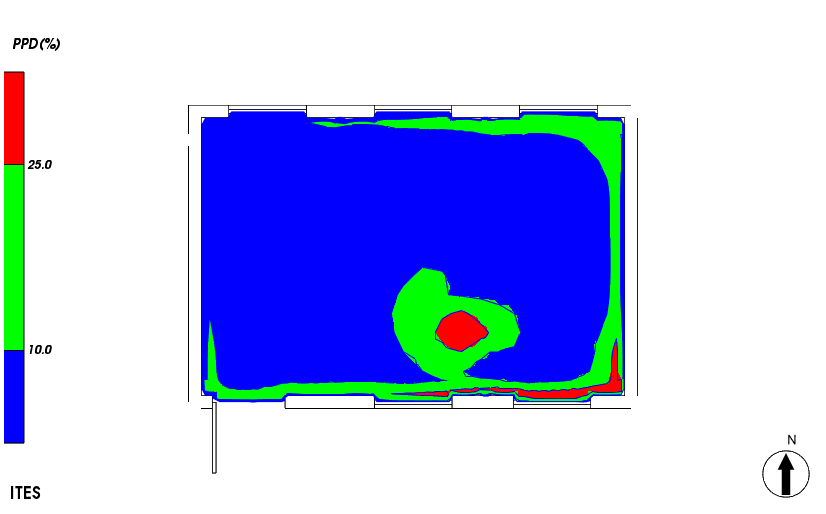 PPD(%)
25.0
10.0
N
ITES